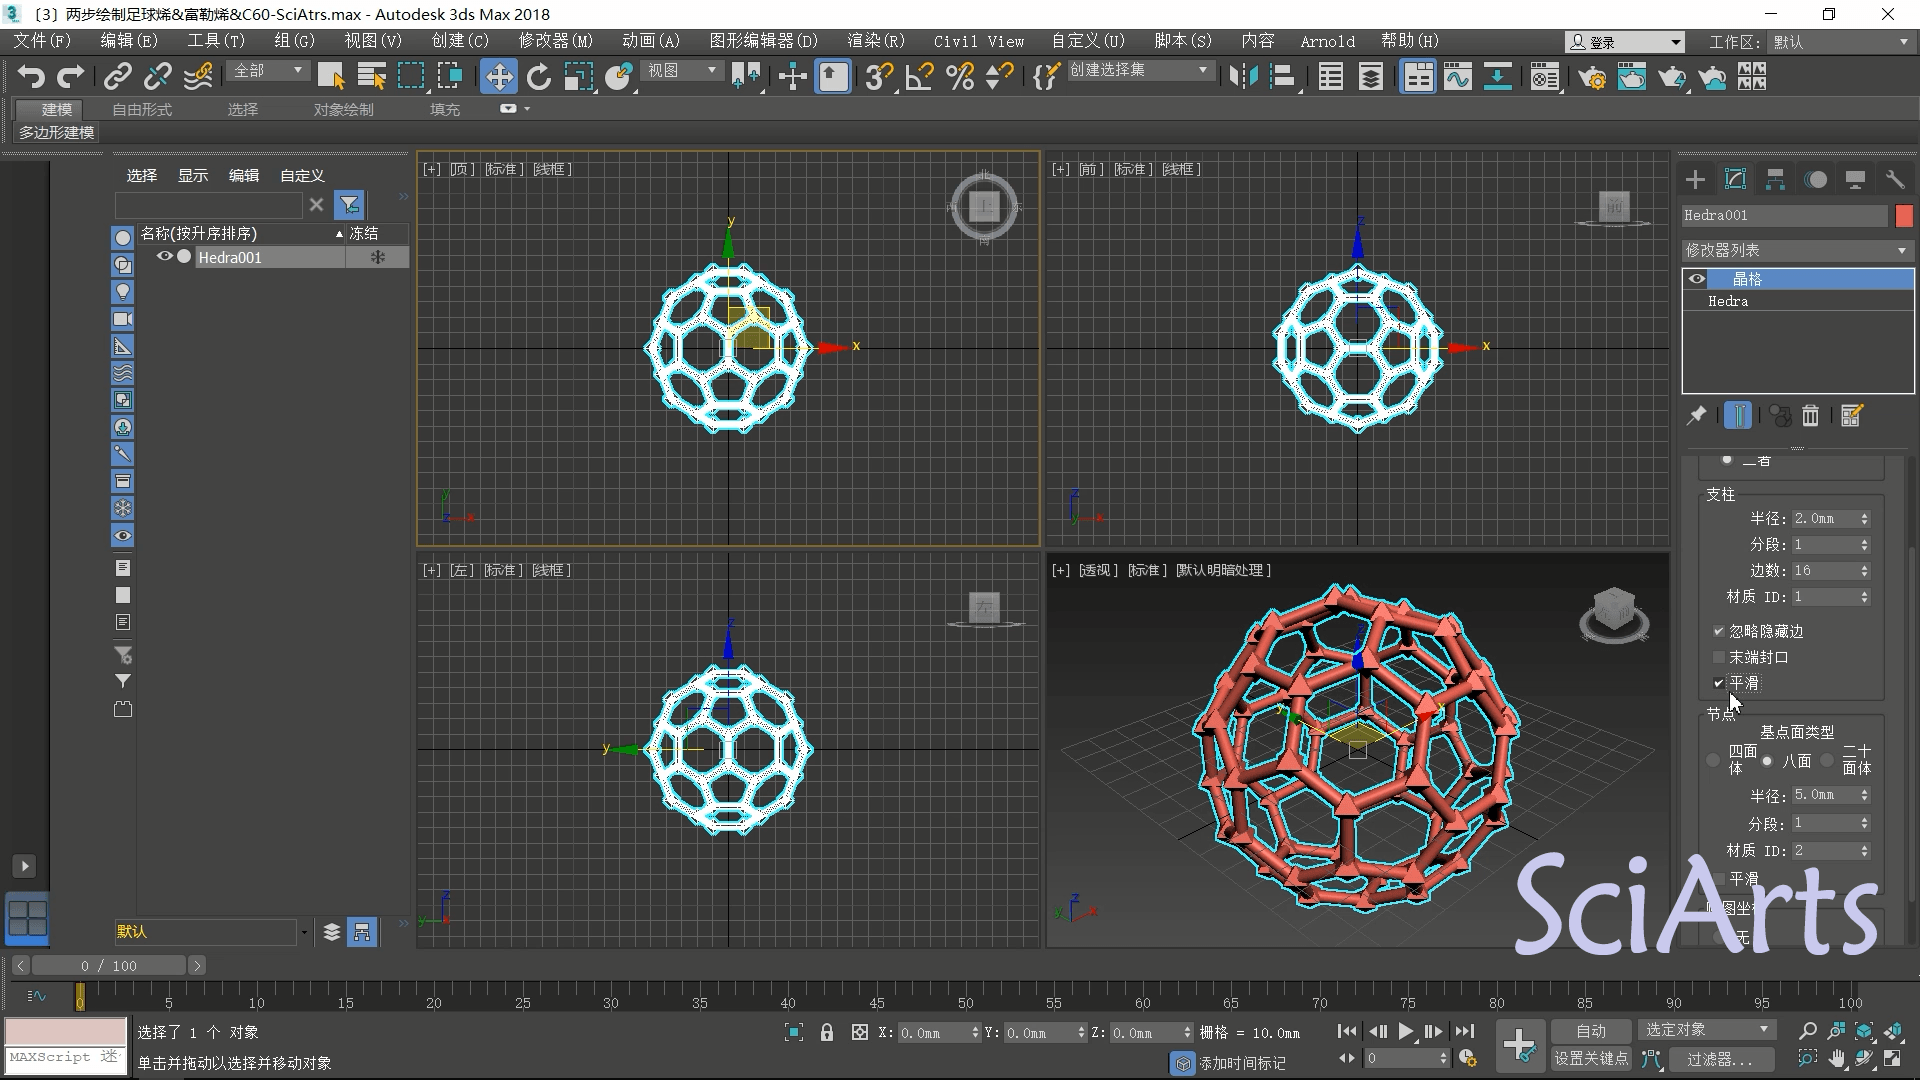 〔3〕两步绘制足球烯&富勒烯&C60-SciAtrs.max - Autodesk 3ds Max 2018
文件(F) 编辑(E) 工具(T) 组(G) 视图(V) 创建(C) 修改器(M) 动画(A) 图形编辑器(D) 渲染(R) Civil View 自定义(U) 脚本(S) 内容 Arnold 帮助(H) 登录 工作区: 默认
全部 视图 创建选择集
建模 自由形式 选择 对象绘制 填充
多边形建模
选择 显示 编辑 自定义
名称(按升序排序) 冻结
Hedra001
默认
[+] [顶] [标准] [线框]
上
北
东
南
西
y
x
[+] [前] [标准] [线框]
前
z
x
[+] [左] [标准] [线框]
左
z
y
[+] [透视] [标准] [默认明暗处理]
Hedra001
修改器列表
晶格
Hedra
二者
支柱
半径: 2.0mm
分段: 1
边数: 16
材质 ID: 1
忽略隐藏边
末端封口
平滑
节点
基点面类型
四面体 八面 二十面体
半径: 5.0mm
分段: 1
材质 ID: 2
平滑
无
SciArts
0 / 100
0 5 10 15 20 25 30 35 40 45 50 55 60 65 70 75 80 85 90 95 100
选择了 1 个 对象
X: 0.0mm Y: 0.0mm Z: 0.0mm 栅格 = 10.0mm
自动 选定对象
MAXScript 迷
单击并拖动以选择并移动对象
添加时间标记
0
设置关键点 过滤器...